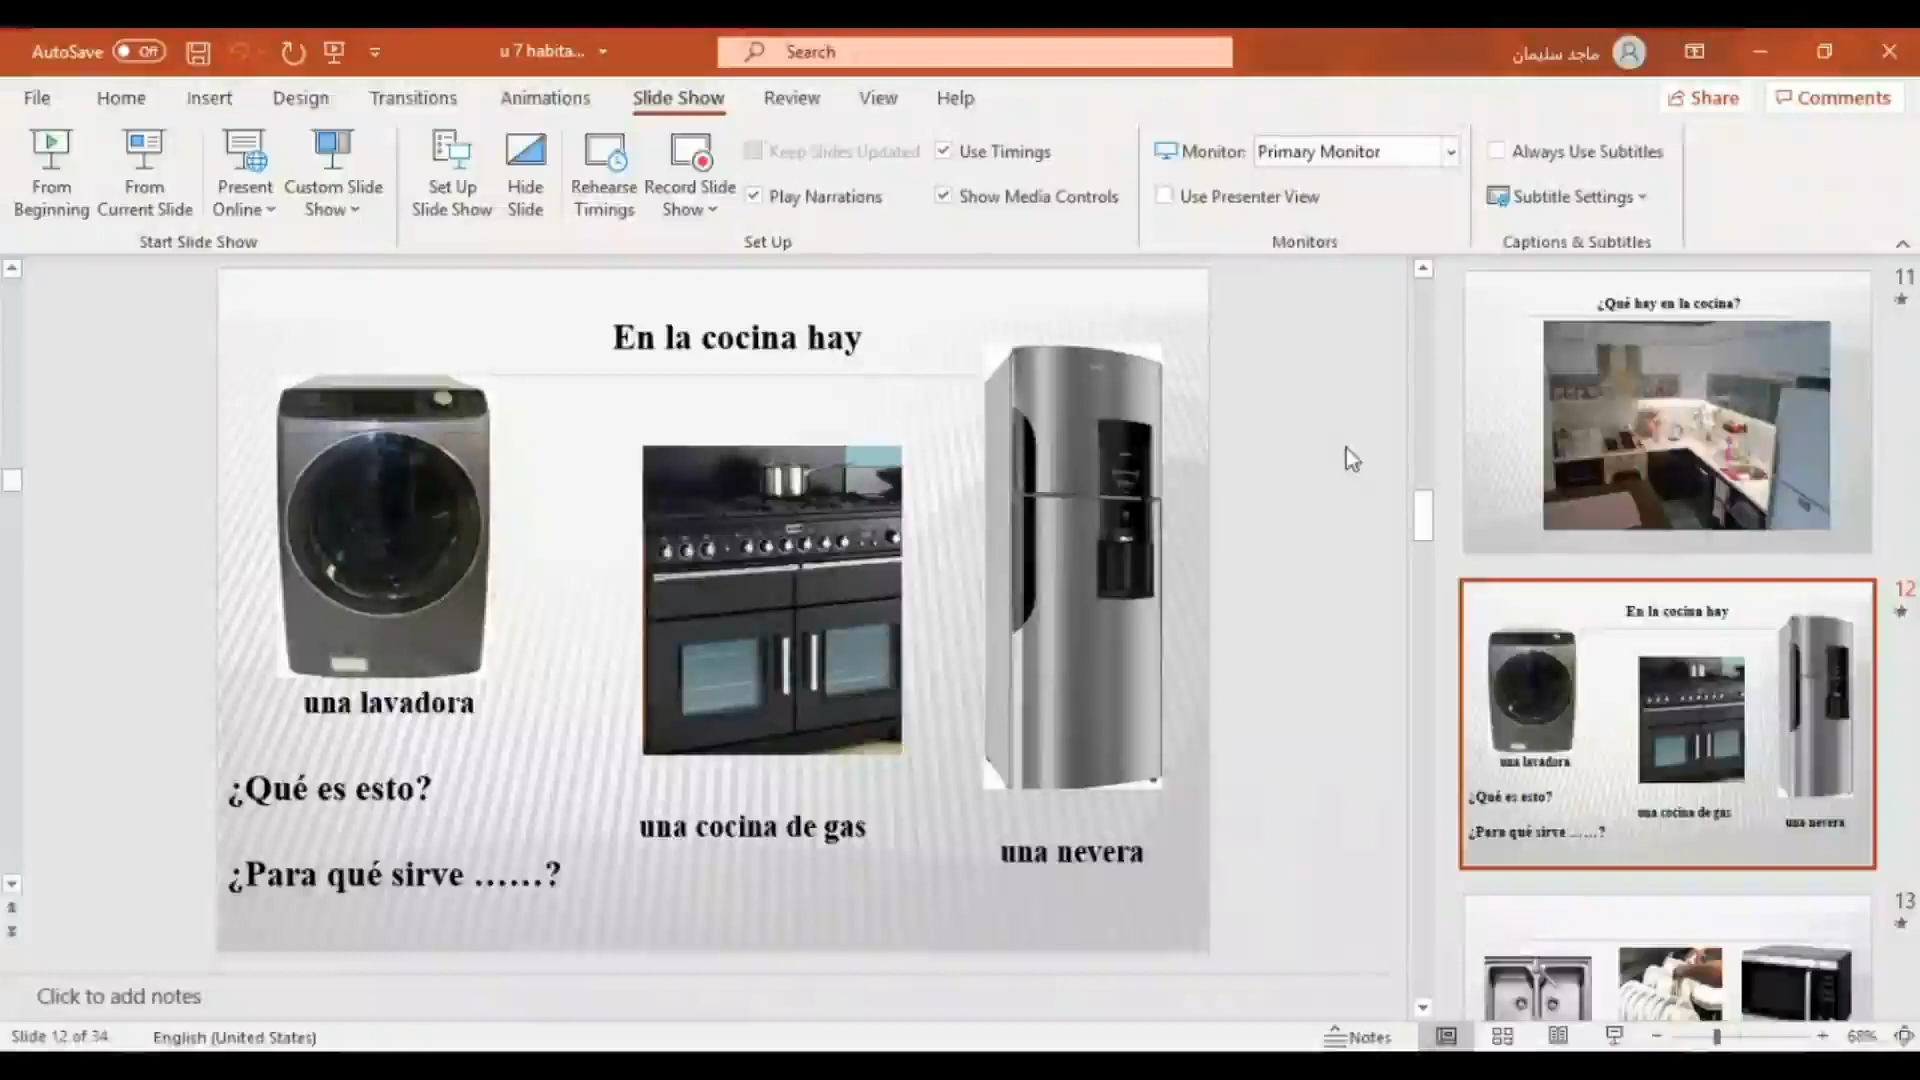 AutoSave Off
u 7 habita...
Search
ماجد سليمان
File Home Insert Design Transitions Animations Slide Show Review View Help
Share Comments
From Beginning
From Current Slide
Present Online
Custom Slide Show
Start Slide Show
Set Up Slide Show
Hide Slide
Rehearse Timings
Record Slide Show
Keep Slides Updated
Play Narrations
Use Timings
Show Media Controls
Set Up
Monitor: Primary Monitor
Use Presenter View
Monitors
Always Use Subtitles
Subtitle Settings
Captions & Subtitles
En la cocina hay
una lavadora
¿Qué es esto?
una cocina de gas
una nevera
¿Para qué sirve ......?
11
¿Qué hay en la cocina?
12
En la cocina hay
una lavadora
¿Qué es esto?
una cocina de gas
una nevera
¿Para qué sirve ......?
13
Click to add notes
Slide 12 of 34
English (United States)
Notes
68%